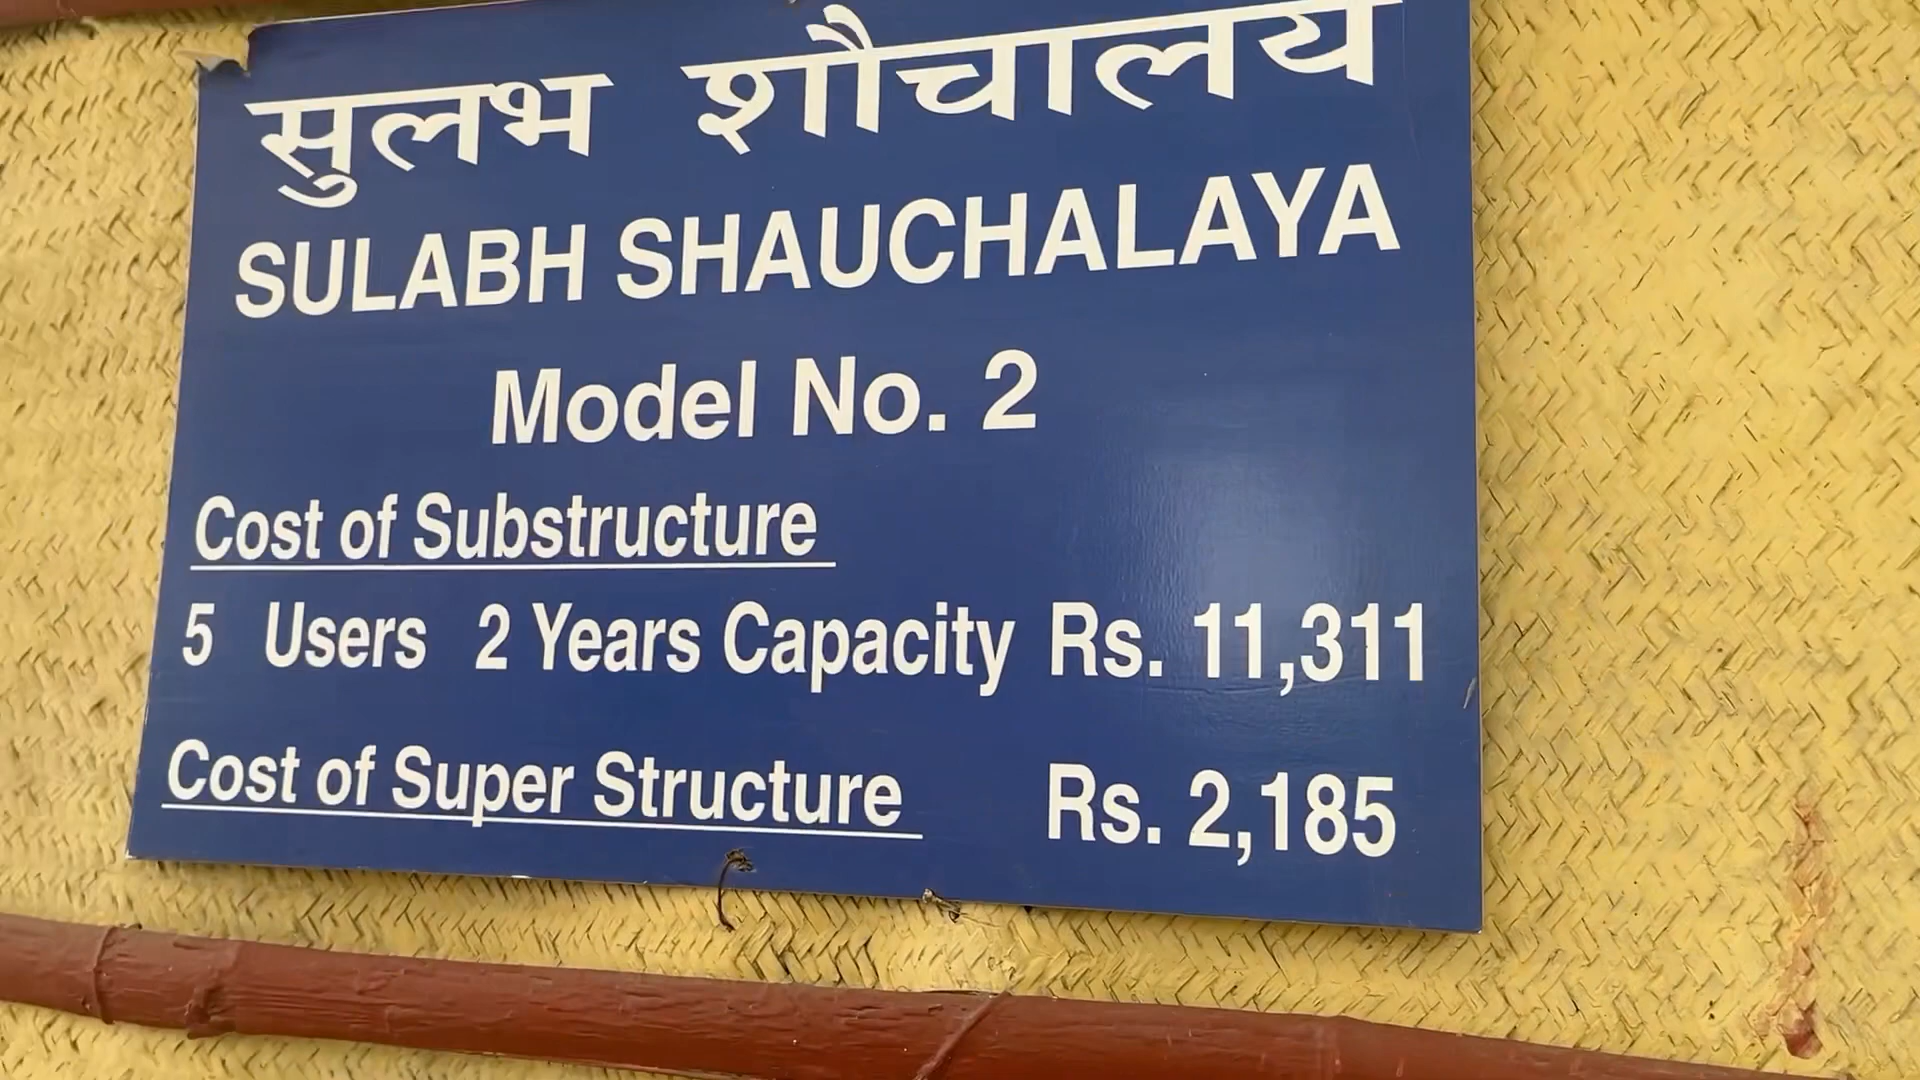 सुलभ शौचालय
SULABH SHAUCHALAYA
Model No. 2
Cost of Substructure
5 Users 2 Years Capacity Rs. 11,311
Cost of Super Structure Rs. 2,185